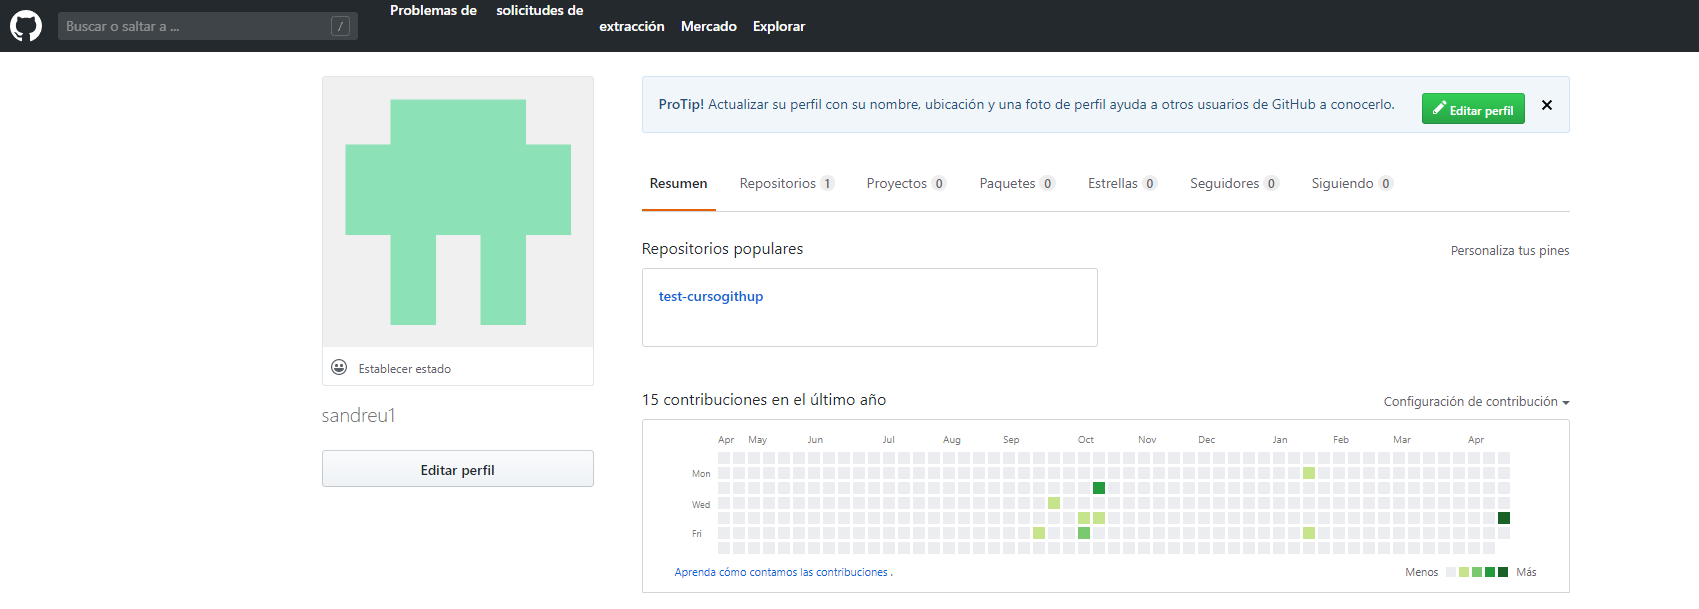 Buscar o saltar a ... /
Problemas de solicitudes de
extracción Mercado Explorar
ProTip! Actualizar su perfil con su nombre, ubicación y una foto de perfil ayuda a otros usuarios de GitHub a conocerlo.
Editar perfil
Resumen Repositorios 1 Proyectos 0 Paquetes 0 Estrellas 0 Seguidores 0 Siguiendo 0
Repositorios populares
Personaliza tus pines
test-cursogithup
Establecer estado
sandreu1
Editar perfil
15 contribuciones en el último año
Configuración de contribución
Apr May Jun Jul Aug Sep Oct Nov Dec Jan Feb Mar Apr
Mon
Wed
Fri
Aprenda cómo contamos las contribuciones .
Menos Más